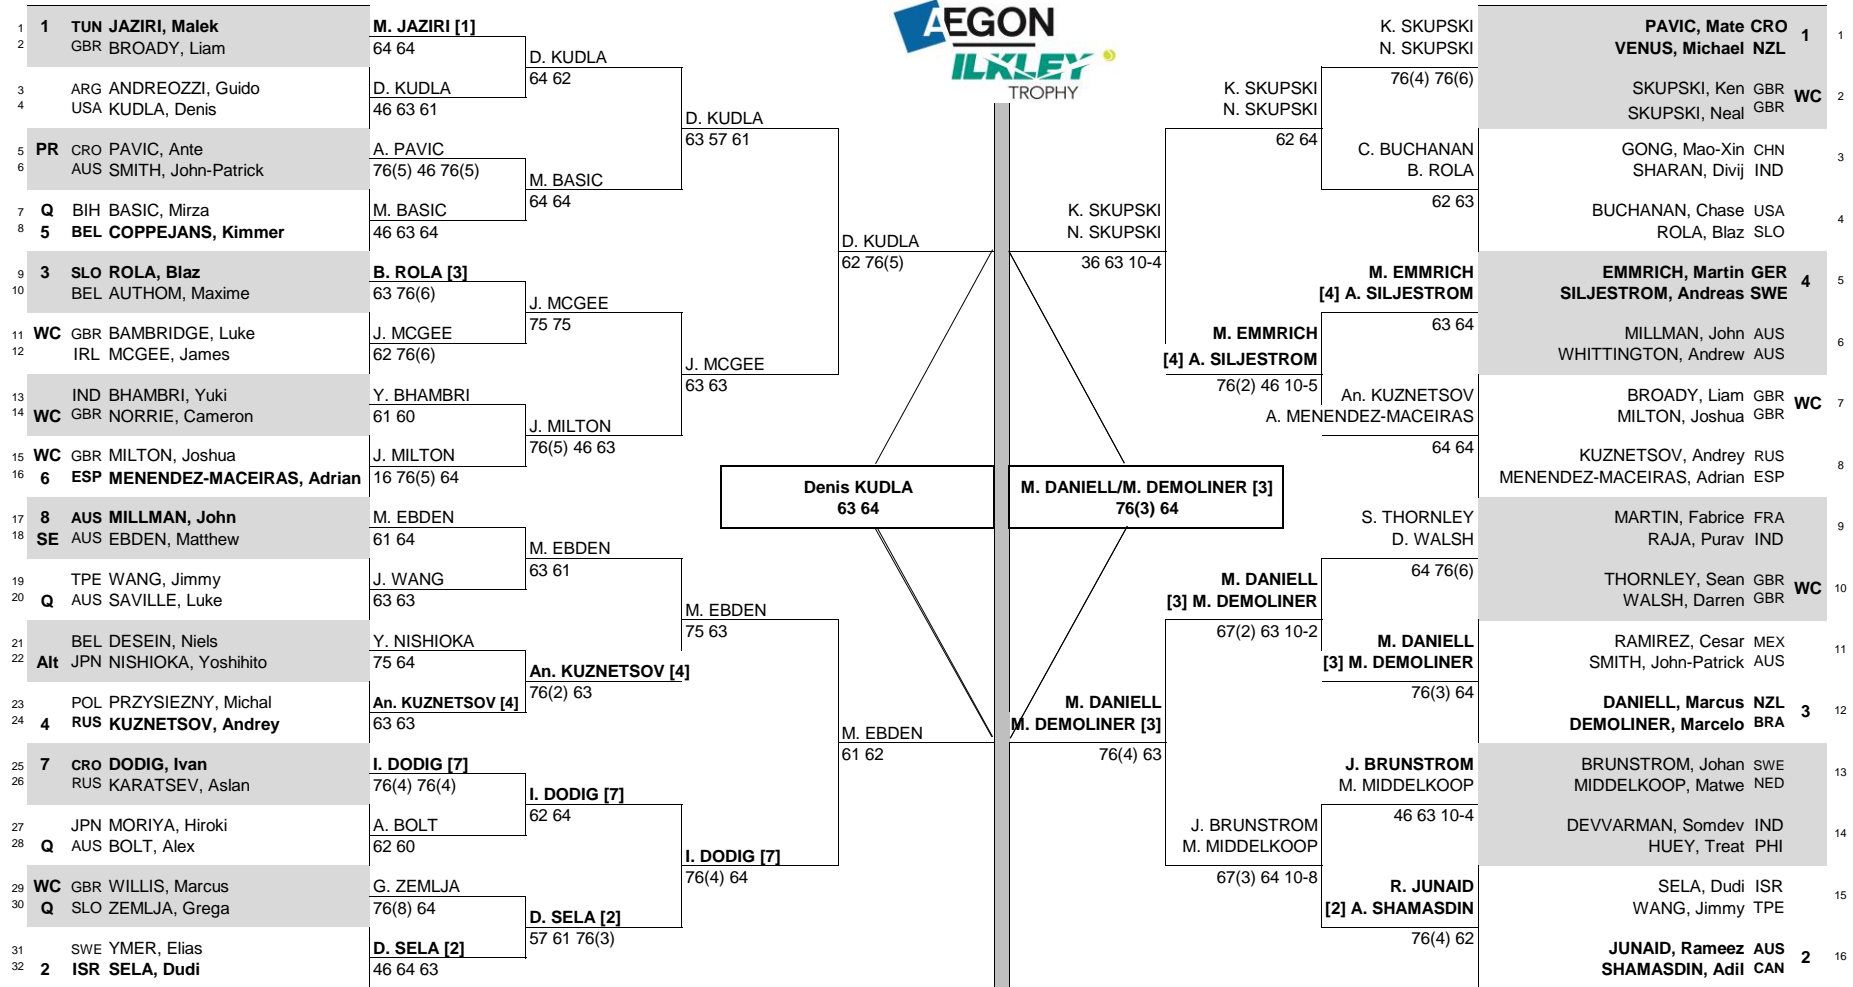 AEGON
ILKLEY
TROPHY
1 1 TUN JAZIRI, Malek
2 GBR BROADY, Liam
3 ARG ANDREOZZI, Guido
4 USA KUDLA, Denis
5 PR CRO PAVIC, Ante
6 AUS SMITH, John-Patrick
7 Q BIH BASIC, Mirza
8 5 BEL COPPEJANS, Kimmer
9 3 SLO ROLA, Blaz
10 BEL AUTHOM, Maxime
11 WC GBR BAMBRIDGE, Luke
12 IRL MCGEE, James
13 IND BHAMBRI, Yuki
14 WC GBR NORRIE, Cameron
15 WC GBR MILTON, Joshua
16 6 ESP MENENDEZ-MACEIRAS, Adrian
17 8 AUS MILLMAN, John
18 SE AUS EBDEN, Matthew
19 TPE WANG, Jimmy
20 Q AUS SAVILLE, Luke
21 BEL DESEIN, Niels
22 Alt JPN NISHIOKA, Yoshihito
23 POL PRZYSIEZNY, Michal
24 4 RUS KUZNETSOV, Andrey
25 7 CRO DODIG, Ivan
26 RUS KARATSEV, Aslan
27 JPN MORIYA, Hiroki
28 Q AUS BOLT, Alex
29 WC GBR WILLIS, Marcus
30 Q SLO ZEMLJA, Grega
31 SWE YMER, Elias
32 2 ISR SELA, Dudi
M. JAZIRI [1]
64 64
D. KUDLA
46 63 61
A. PAVIC
76(5) 46 76(5)
M. BASIC
46 63 64
B. ROLA [3]
63 76(6)
J. MCGEE
62 76(6)
Y. BHAMBRI
61 60
J. MILTON
16 76(5) 64
M. EBDEN
61 64
J. WANG
63 63
Y. NISHIOKA
75 64
An. KUZNETSOV [4]
63 63
I. DODIG [7]
76(4) 76(4)
A. BOLT
62 60
G. ZEMLJA
76(8) 64
D. SELA [2]
46 64 63
D. KUDLA
64 62
M. BASIC
64 64
J. MCGEE
75 75
J. MILTON
76(5) 46 63
M. EBDEN
63 61
An. KUZNETSOV [4]
76(2) 63
I. DODIG [7]
62 64
D. SELA [2]
57 61 76(3)
D. KUDLA
63 57 61
J. MCGEE
63 63
M. EBDEN
75 63
I. DODIG [7]
76(4) 64
D. KUDLA
62 76(5)
M. EBDEN
61 62
Denis KUDLA
63 64
M. DANIELL/M. DEMOLINER [3]
76(3) 64
K. SKUPSKI
N. SKUPSKI
36 63 10-4
M. DANIELL
M. DEMOLINER [3]
76(4) 63
K. SKUPSKI
N. SKUPSKI
62 64
M. EMMRICH
[4] A. SILJESTROM
76(2) 46 10-5
M. DANIELL
[3] M. DEMOLINER
67(2) 63 10-2
J. BRUNSTROM
M. MIDDELKOOP
67(3) 64 10-8
K. SKUPSKI
N. SKUPSKI
76(4) 76(6)
C. BUCHANAN
B. ROLA
62 63
M. EMMRICH
[4] A. SILJESTROM
63 64
An. KUZNETSOV
A. MENENDEZ-MACEIRAS
64 64
S. THORNLEY
D. WALSH
64 76(6)
M. DANIELL
[3] M. DEMOLINER
76(3) 64
J. BRUNSTROM
M. MIDDELKOOP
46 63 10-4
R. JUNAID
[2] A. SHAMASDIN
76(4) 62
PAVIC, Mate CRO 1 1
VENUS, Michael NZL
SKUPSKI, Ken GBR WC 2
SKUPSKI, Neal GBR
GONG, Mao-Xin CHN 3
SHARAN, Divij IND
BUCHANAN, Chase USA 4
ROLA, Blaz SLO
EMMRICH, Martin GER 4 5
SILJESTROM, Andreas SWE
MILLMAN, John AUS 6
WHITTINGTON, Andrew AUS
BROADY, Liam GBR WC 7
MILTON, Joshua GBR
KUZNETSOV, Andrey RUS 8
MENENDEZ-MACEIRAS, Adrian ESP
MARTIN, Fabrice FRA 9
RAJA, Purav IND
THORNLEY, Sean GBR WC 10
WALSH, Darren GBR
RAMIREZ, Cesar MEX 11
SMITH, John-Patrick AUS
DANIELL, Marcus NZL 3 12
DEMOLINER, Marcelo BRA
BRUNSTROM, Johan SWE 13
MIDDELKOOP, Matwe NED
DEVVARMAN, Somdev IND 14
HUEY, Treat PHI
SELA, Dudi ISR 15
WANG, Jimmy TPE
JUNAID, Rameez AUS 2 16
SHAMASDIN, Adil CAN